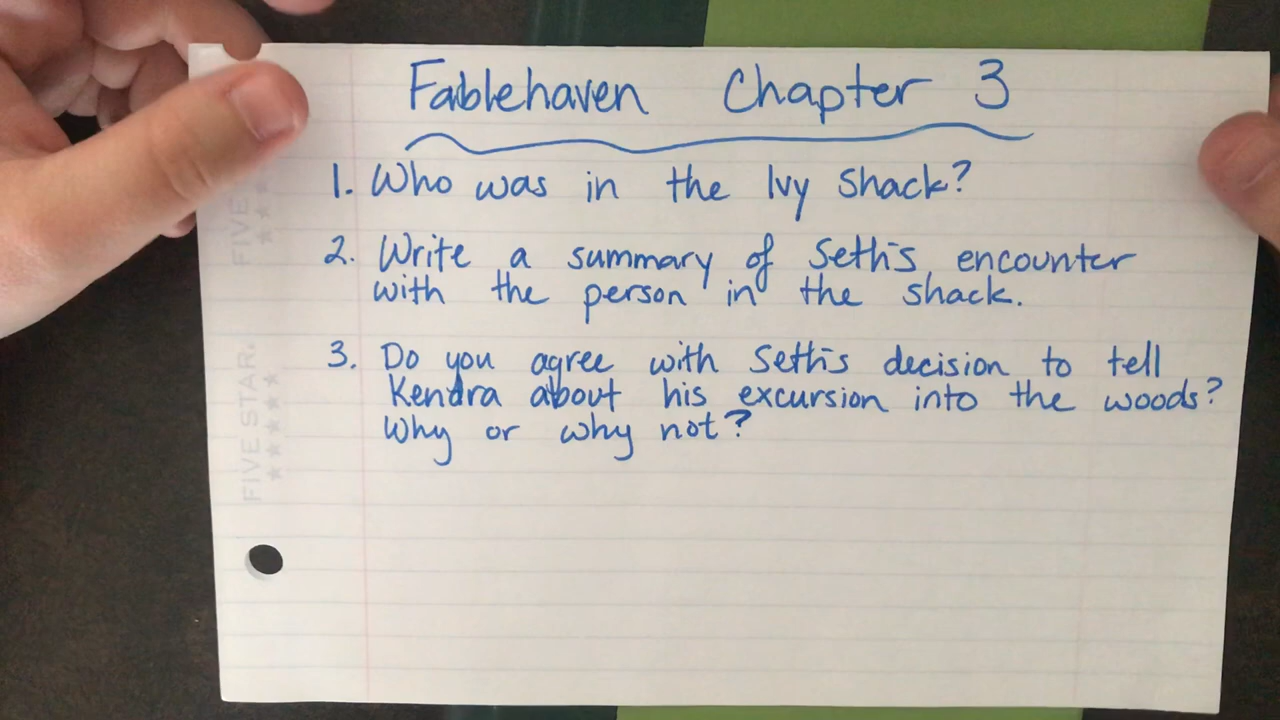 Fablehaven Chapter 3
1. Who was in the Ivy Shack?
2. Write a summary of Seth's encounter
with the person in the shack.
3. Do you agree with Seth's decision to tell
Kendra about his excursion into the woods?
Why or why not?
FIVE
FIVE STAR.